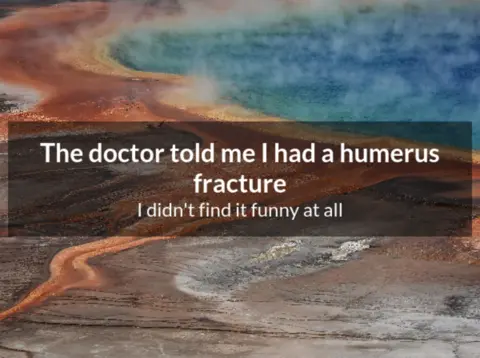 The doctor told me I had a humerus
fracture
I didn't find it funny at all